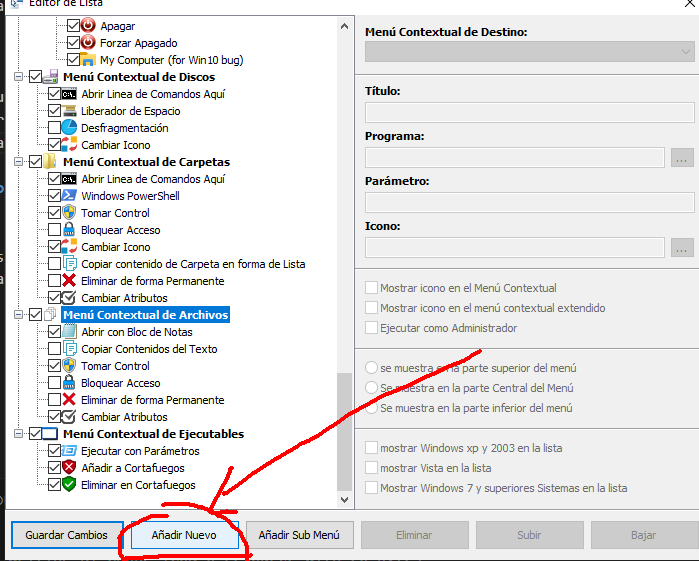 Editor de Lista
Apagar
Forzar Apagado
My Computer (for Win10 bug)
Menú Contextual de Discos
Abrir Linea de Comandos Aquí
Liberador de Espacio
Desfragmentación
Cambiar Icono
Menú Contextual de Carpetas
Abrir Linea de Comandos Aquí
Windows PowerShell
Tomar Control
Bloquear Acceso
Cambiar Icono
Copiar contenido de Carpeta en forma de Lista
Eliminar de forma Permanente
Cambiar Atributos
Menú Contextual de Archivos
Abrir con Bloc de Notas
Copiar Contenidos del Texto
Tomar Control
Bloquear Acceso
Eliminar de forma Permanente
Cambiar Atributos
Menú Contextual de Ejecutables
Ejecutar con Parámetros
Añadir a Cortafuegos
Eliminar en Cortafuegos
Menú Contextual de Destino:
Título:
Programa:
...
Parámetro:
Icono:
...
Mostrar icono en el Menú Contextual
Mostrar icono en el menú contextual extendido
Ejecutar como Administrador
se muestra en la parte superior del menú
Se muestra en la parte Central del Menú
Se muestra en la parte inferior del menú
mostrar Windows xp y 2003 en la lista
mostrar Vista en la lista
Mostrar Windows 7 y superiores Sistemas en la lista
Guardar Cambios
Añadir Nuevo
Añadir Sub Menú
Eliminar
Subir
Bajar